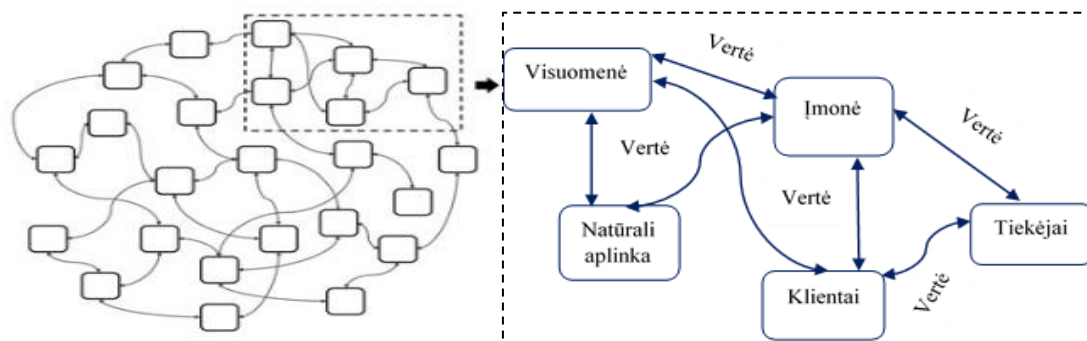 Vertė
Visuomenė
Įmonė
Vertė
Vertė
Vertė
Natūrali
aplinka
Tiekėjai
Klientai
Vertė